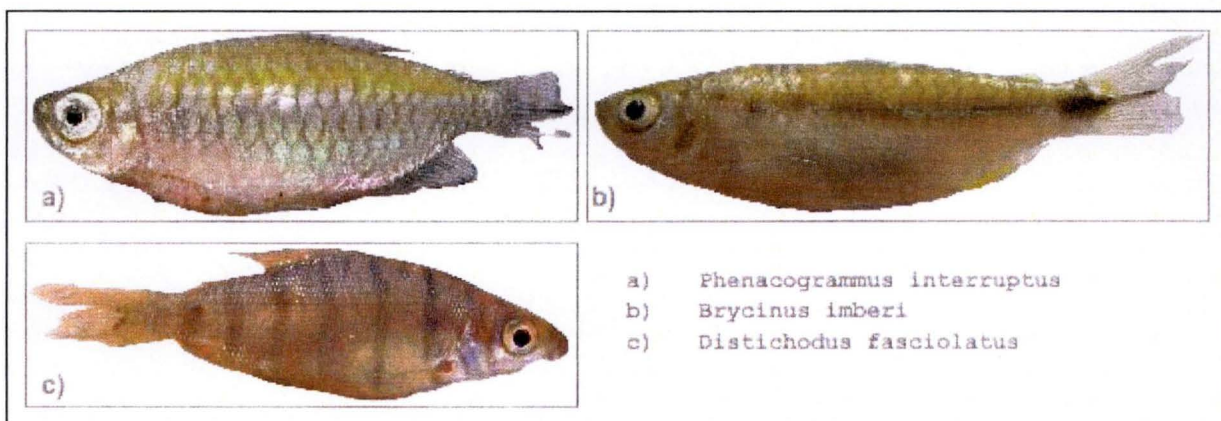 a)
b)
c)
a) Phenacogrammus interruptus
b) Brycinus imberi
c) Distichodus fasciolatus